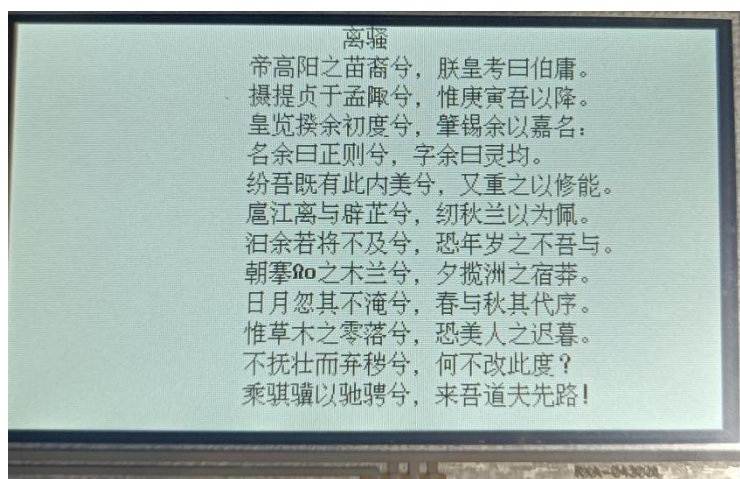 离骚
帝高阳之苗裔兮，朕皇考曰伯庸。
摄提贞于孟陬兮，惟庚寅吾以降。
皇览揆余初度兮，肇锡余以嘉名：
名余曰正则兮，字余曰灵均。
纷吾既有此内美兮，又重之以修能。
扈江离与辟芷兮，纫秋兰以为佩。
汩余若将不及兮，恐年岁之不吾与。
朝搴Ωo之木兰兮，夕揽洲之宿莽。
日月忽其不淹兮，春与秋其代序。
惟草木之零落兮，恐美人之迟暮。
不抚壮而弃秽兮，何不改此度？
乘骐骥以驰骋兮，来吾道夫先路！